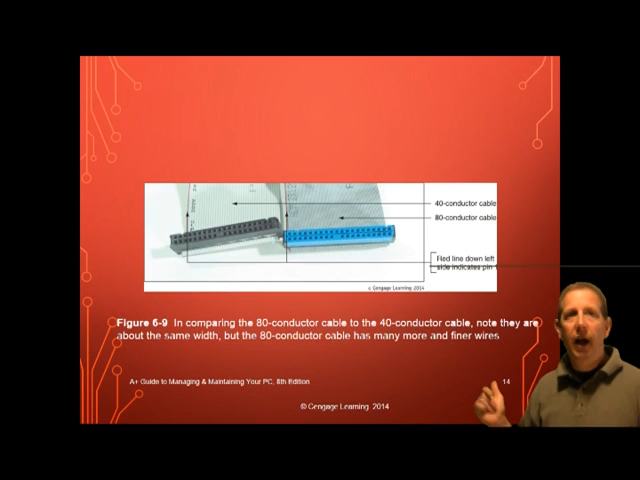 40-conductor cable
80-conductor cable
Red line down left
side indicates pin 1
© Cengage Learning 2014
Figure 6-9 In comparing the 80-conductor cable to the 40-conductor cable, note they are
about the same width, but the 80-conductor cable has many more and finer wires
A+ Guide to Managing & Maintaining Your PC, 8th Edition
14
© Cengage Learning 2014